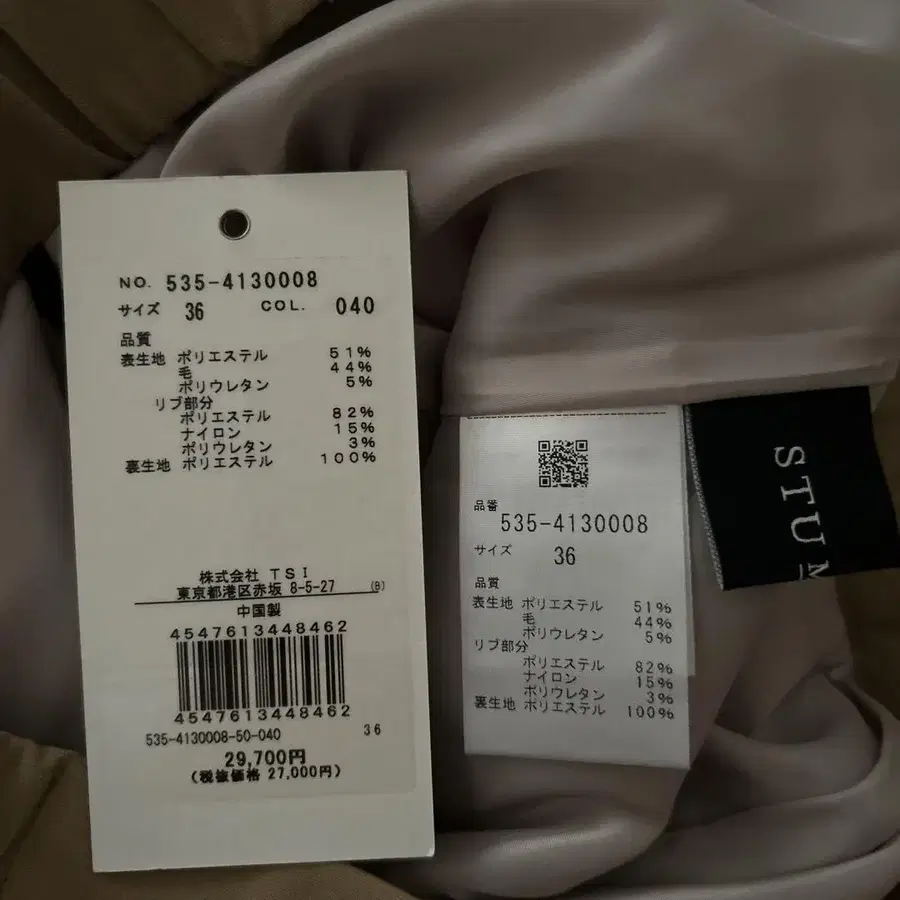 NO. 535-4130008
サイズ 36 COL. 040
品質
表生地 ポリエステル 51%
毛 44%
ポリウレタン 5%
リブ部分
ポリエステル 82%
ナイロン 15%
ポリウレタン 3%
裏生地 ポリエステル 100%
株式会社 TSI
東京都港区赤坂 8-5-27 (B)
中国製
4547613448462
4547613448462
535-4130008-50-040 36
29,700円
(税抜価格 27,000円)
品番
535-4130008
サイズ 36
品質
表生地 ポリエステル 51%
毛 44%
ポリウレタン 5%
リブ部分
ポリエステル 82%
ナイロン 15%
ポリウレタン 3%
裏生地 ポリエステル 100%
STU
M